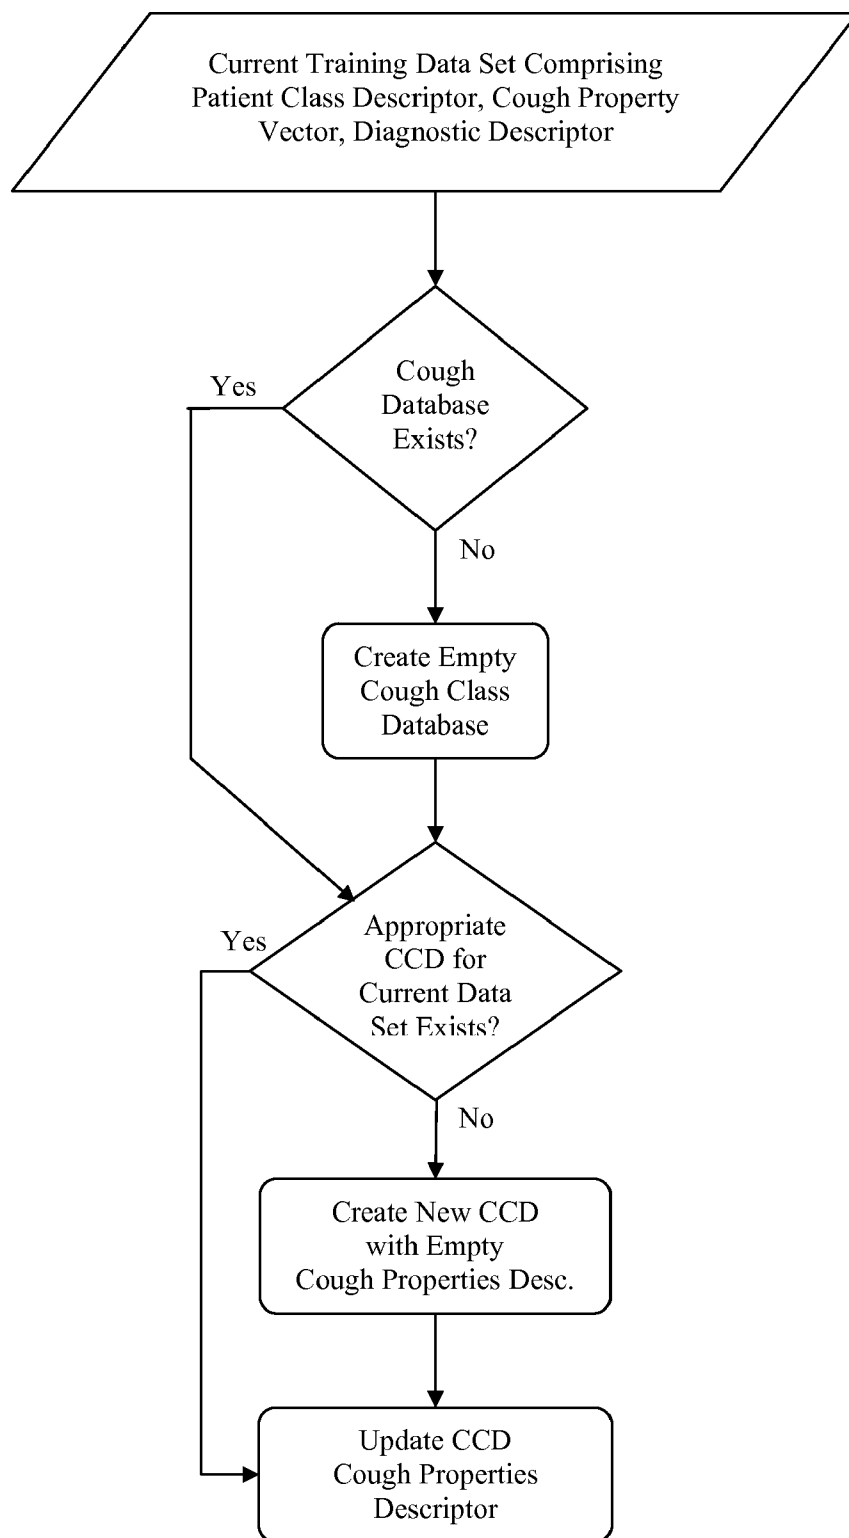 Current Training Data Set Comprising
Patient Class Descriptor, Cough Property
Vector, Diagnostic Descriptor
Yes
Cough
Database
Exists?
No
Create Empty
Cough Class
Database
Yes
Appropriate
CCD for
Current Data
Set Exists?
No
Create New CCD
with Empty
Cough Properties Desc.
Update CCD
Cough Properties
Descriptor